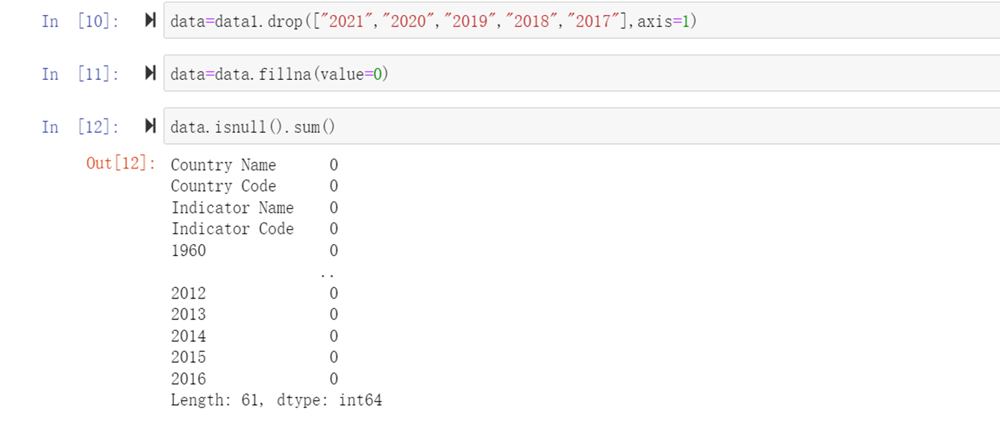 In [10]: data=data1.drop(["2021","2020","2019","2018","2017"],axis=1)
In [11]: data=data.fillna(value=0)
In [12]: data.isnull().sum()
Out[12]: Country Name 0
Country Code 0
Indicator Name 0
Indicator Code 0
1960 0
..
2012 0
2013 0
2014 0
2015 0
2016 0
Length: 61, dtype: int64